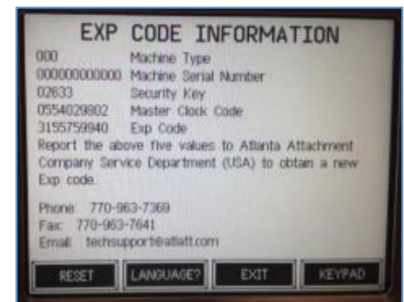 EXP CODE INFORMATION
000 Machine Type
000000000000 Machine Serial Number
02633 Security Key
0554029802 Master Clock Code
3155759940 Exp Code
Report the above five values to Atlanta Attachment
Company Service Department (USA) to obtain a new
Exp code.
Phone: 770-963-7369
Fax: 770-963-7641
Email: techsupport@atlatt.com
RESET LANGUAGE? EXIT KEYPAD